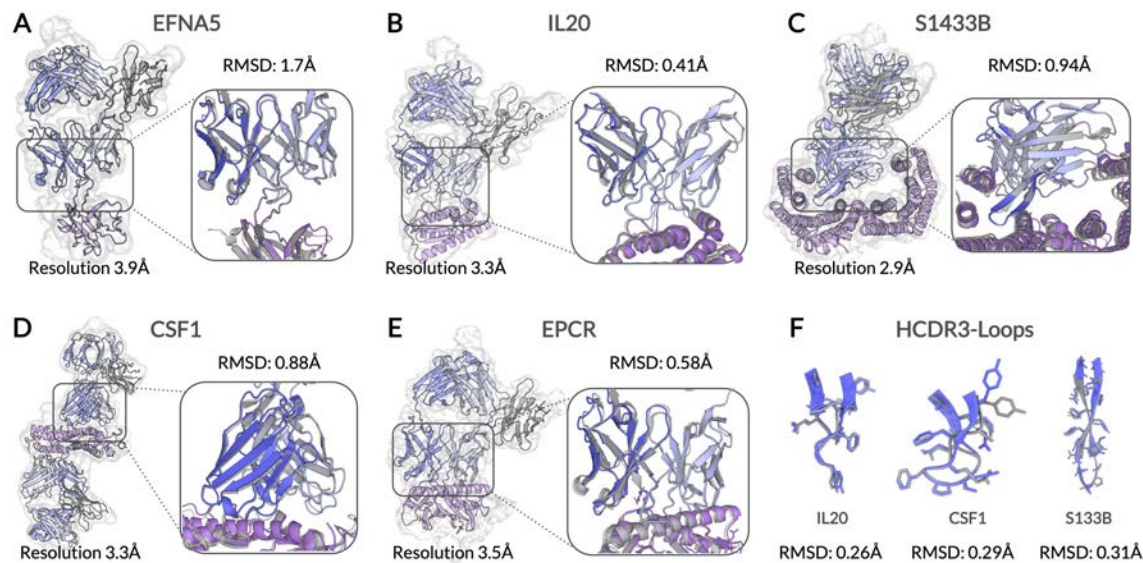 A EFNA5
RMSD: 1.7Å
Resolution 3.9Å
B IL20
RMSD: 0.41Å
Resolution 3.3Å
C S1433B
RMSD: 0.94Å
Resolution 2.9Å
D CSF1
RMSD: 0.88Å
Resolution 3.3Å
E EPCR
RMSD: 0.58Å
Resolution 3.5Å
F HCDR3-Loops
IL20 CSF1 S133B
RMSD: 0.26Å RMSD: 0.29Å RMSD: 0.31Å